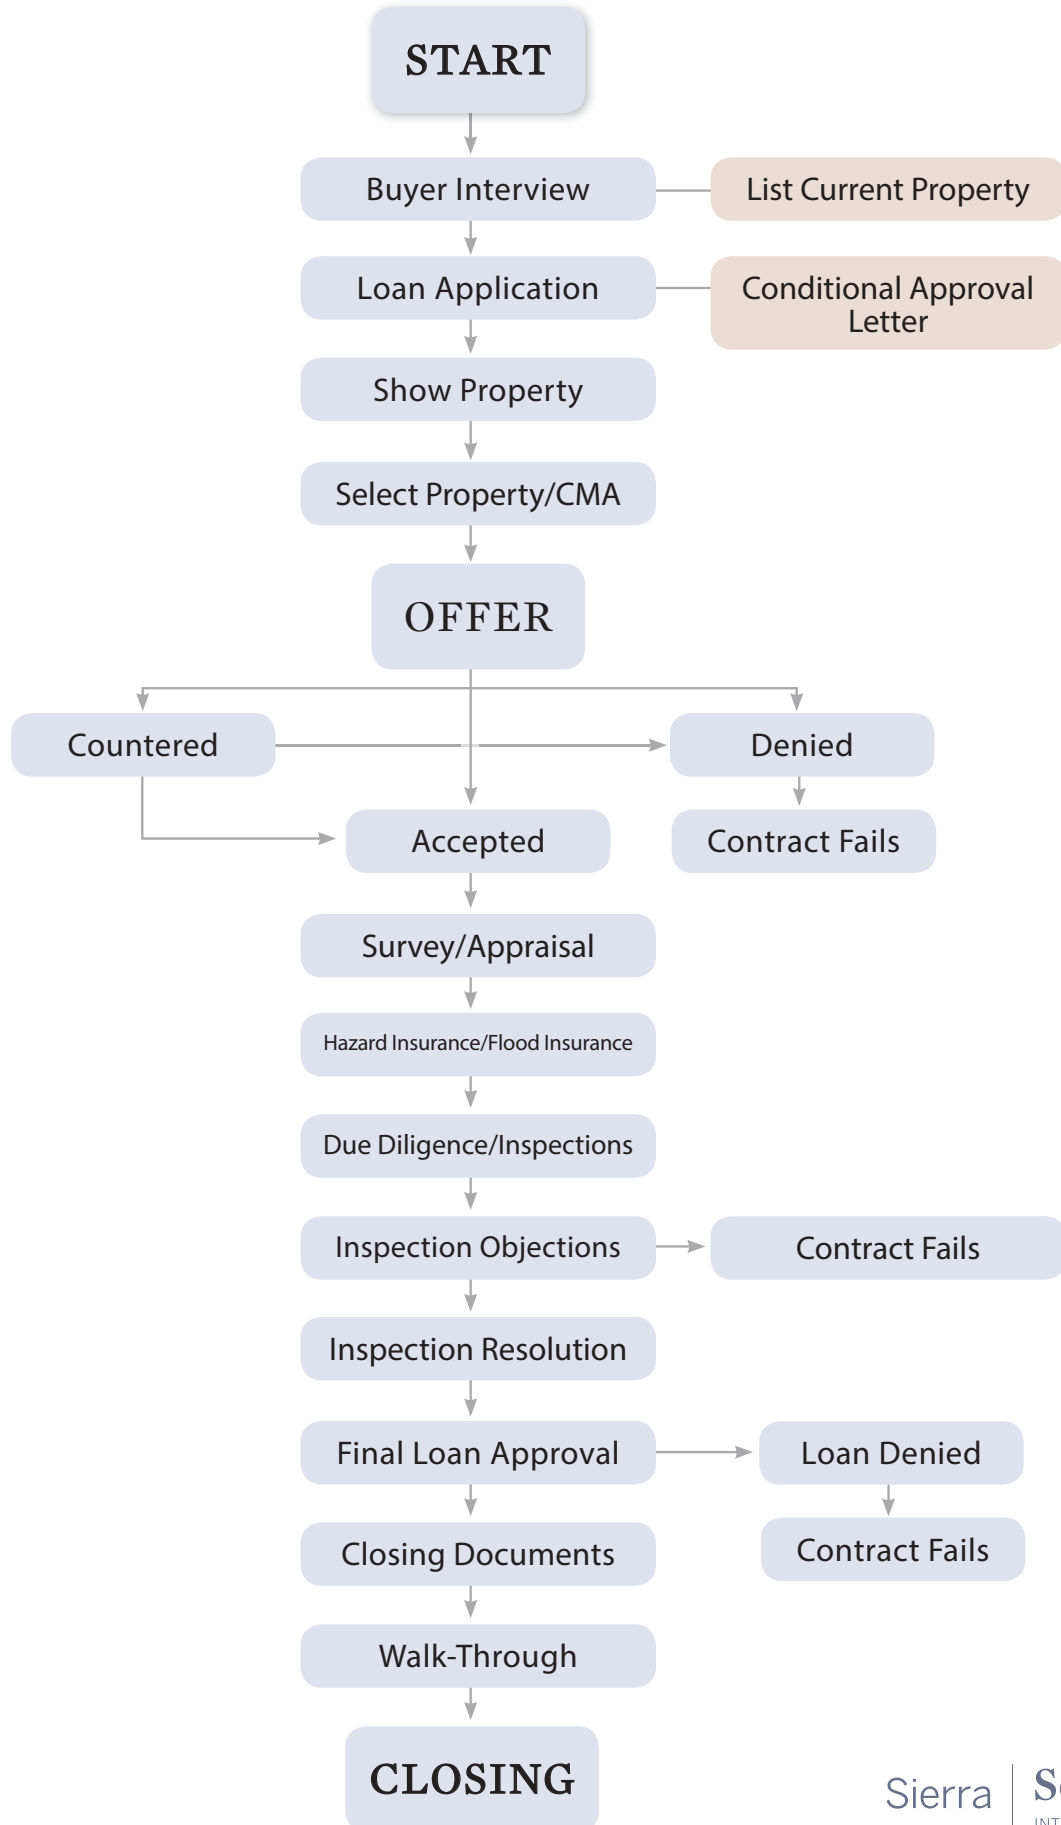 START
Buyer Interview
List Current Property
Loan Application
Conditional Approval
Letter
Show Property
Select Property/CMA
OFFER
Countered
Denied
Accepted
Contract Fails
Survey/Appraisal
Hazard Insurance/Flood Insurance
Due Diligence/Inspections
Inspection Objections
Contract Fails
Inspection Resolution
Final Loan Approval
Loan Denied
Closing Documents
Contract Fails
Walk-Through
CLOSING
Sierra